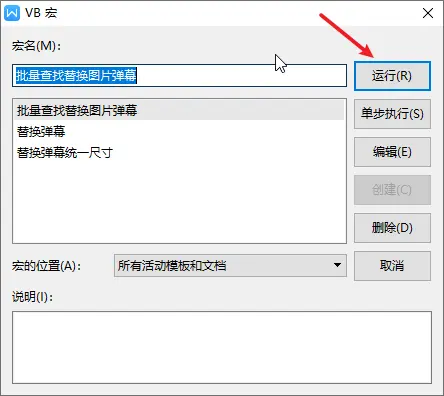 VB 宏
宏名(M):
批量查找替换图片弹幕
运行(R)
批量查找替换图片弹幕
替换弹幕
替换弹幕统一尺寸
单步执行(S)
编辑(E)
创建(C)
删除(D)
宏的位置(A):
所有活动模板和文档
取消
说明(I):